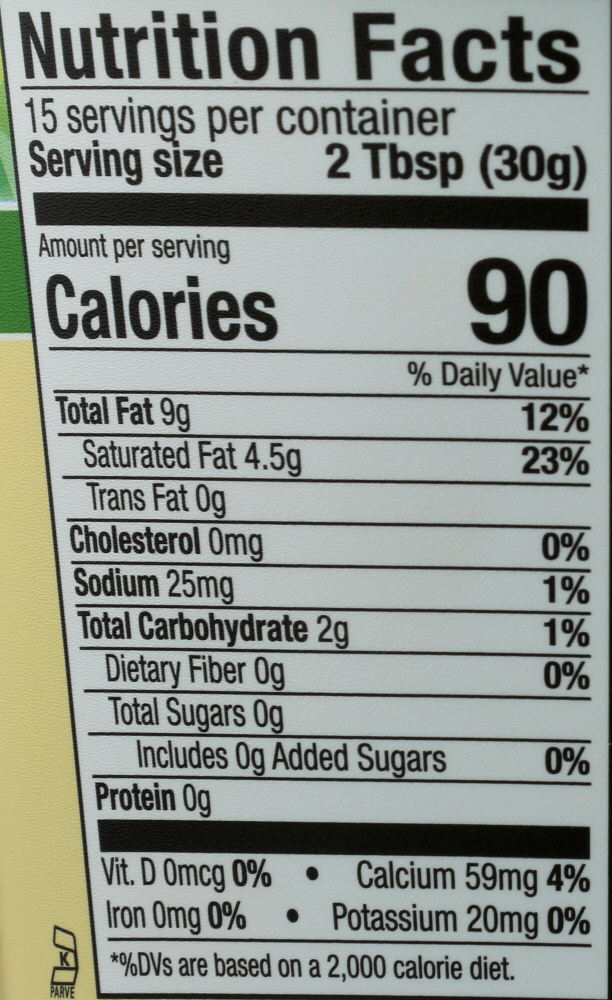 Nutrition Facts
15 servings per container
Serving size 2 Tbsp (30g)
Amount per serving
Calories 90
% Daily Value*
Total Fat 9g 12%
Saturated Fat 4.5g 23%
Trans Fat 0g
Cholesterol 0mg 0%
Sodium 25mg 1%
Total Carbohydrate 2g 1%
Dietary Fiber 0g 0%
Total Sugars 0g
Includes 0g Added Sugars 0%
Protein 0g
Vit. D 0mcg 0% • Calcium 59mg 4%
Iron 0mg 0% • Potassium 20mg 0%
*%DVs are based on a 2,000 calorie diet.
K
PARVE